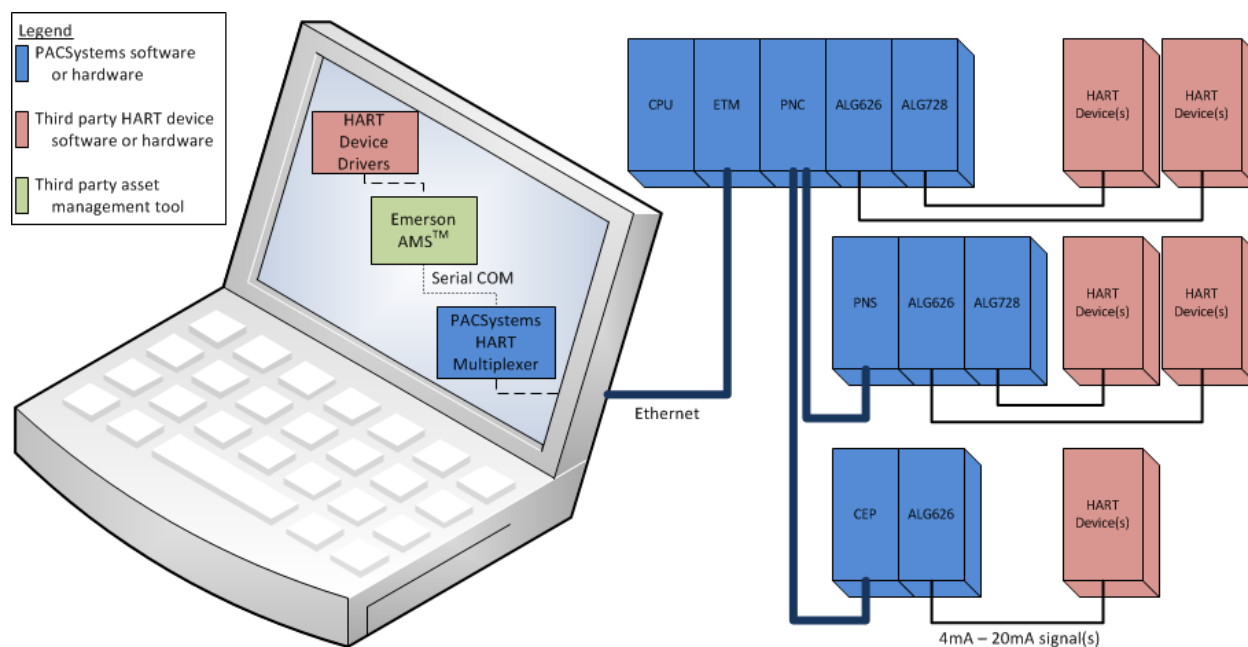 Legend
PACSystems software
or hardware
Third party HART device
software or hardware
Third party asset
management tool
HART
Device
Drivers
Emerson
AMS™
Serial COM
PACSystems
HART
Multiplexer
Ethernet
CPU
ETM
PNC
ALG626
ALG728
HART
Device(s)
HART
Device(s)
PNS
ALG626
ALG728
HART
Device(s)
HART
Device(s)
CEP
ALG626
HART
Device(s)
4mA – 20mA signal(s)